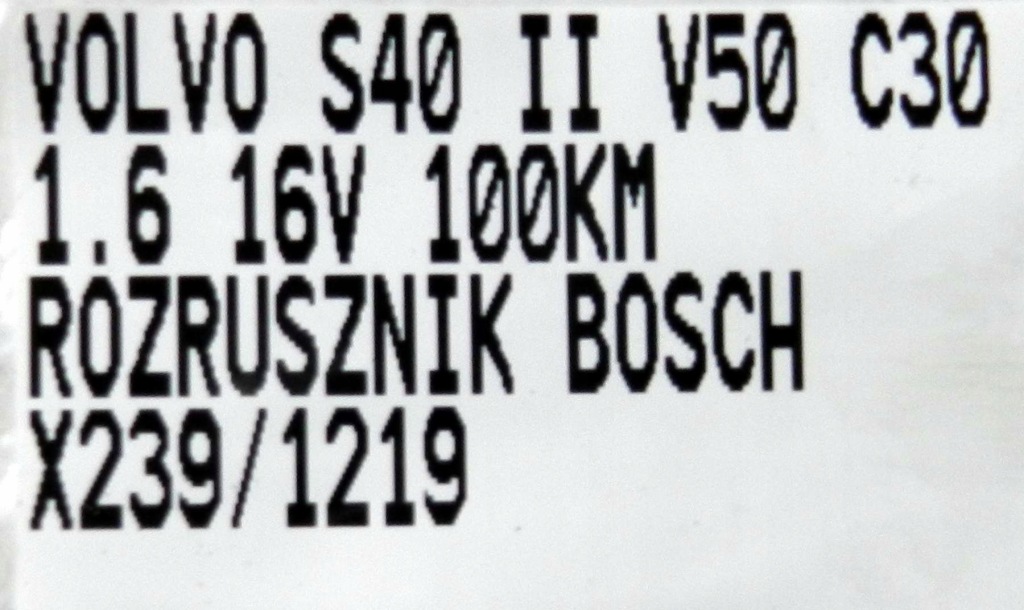 VOLVO S40 II V50 C30
1.6 16V 100KM
ROZRUSZNIK BOSCH
X239/1219